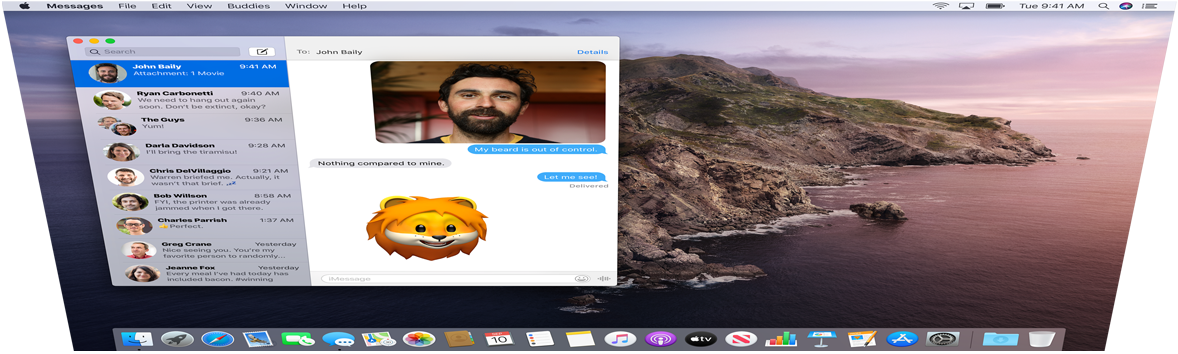 Messages File Edit View Buddies Window Help Tue 9:41 AM
Search
To: John Baily Details
John Baily 9:41 AM
Attachment: 1 Movie
Ryan Carbonetti 9:40 AM
We need to hang out again
soon. Don't be extinct, okay?
The Guys 9:36 AM
Yum!
Darla Davidson 9:28 AM
I'll bring the tiramisu!
Chris DelVillaggio 9:21 AM
Warren briefed me. Actually, it
wasn't that brief. 💤
Bob Willson 8:58 AM
FYI, the printer was already
jammed when I got there.
Charles Parrish 1:37 AM
👍 Perfect.
Greg Crane Yesterday
Nice seeing you. You're my
favorite person to randomly...
Jeanne Fox Yesterday
Every meal I've had today has
included bacon. #winning
My beard is out of control.
Nothing compared to mine.
Let me see!
Delivered
iMessage
SEP
10
tv